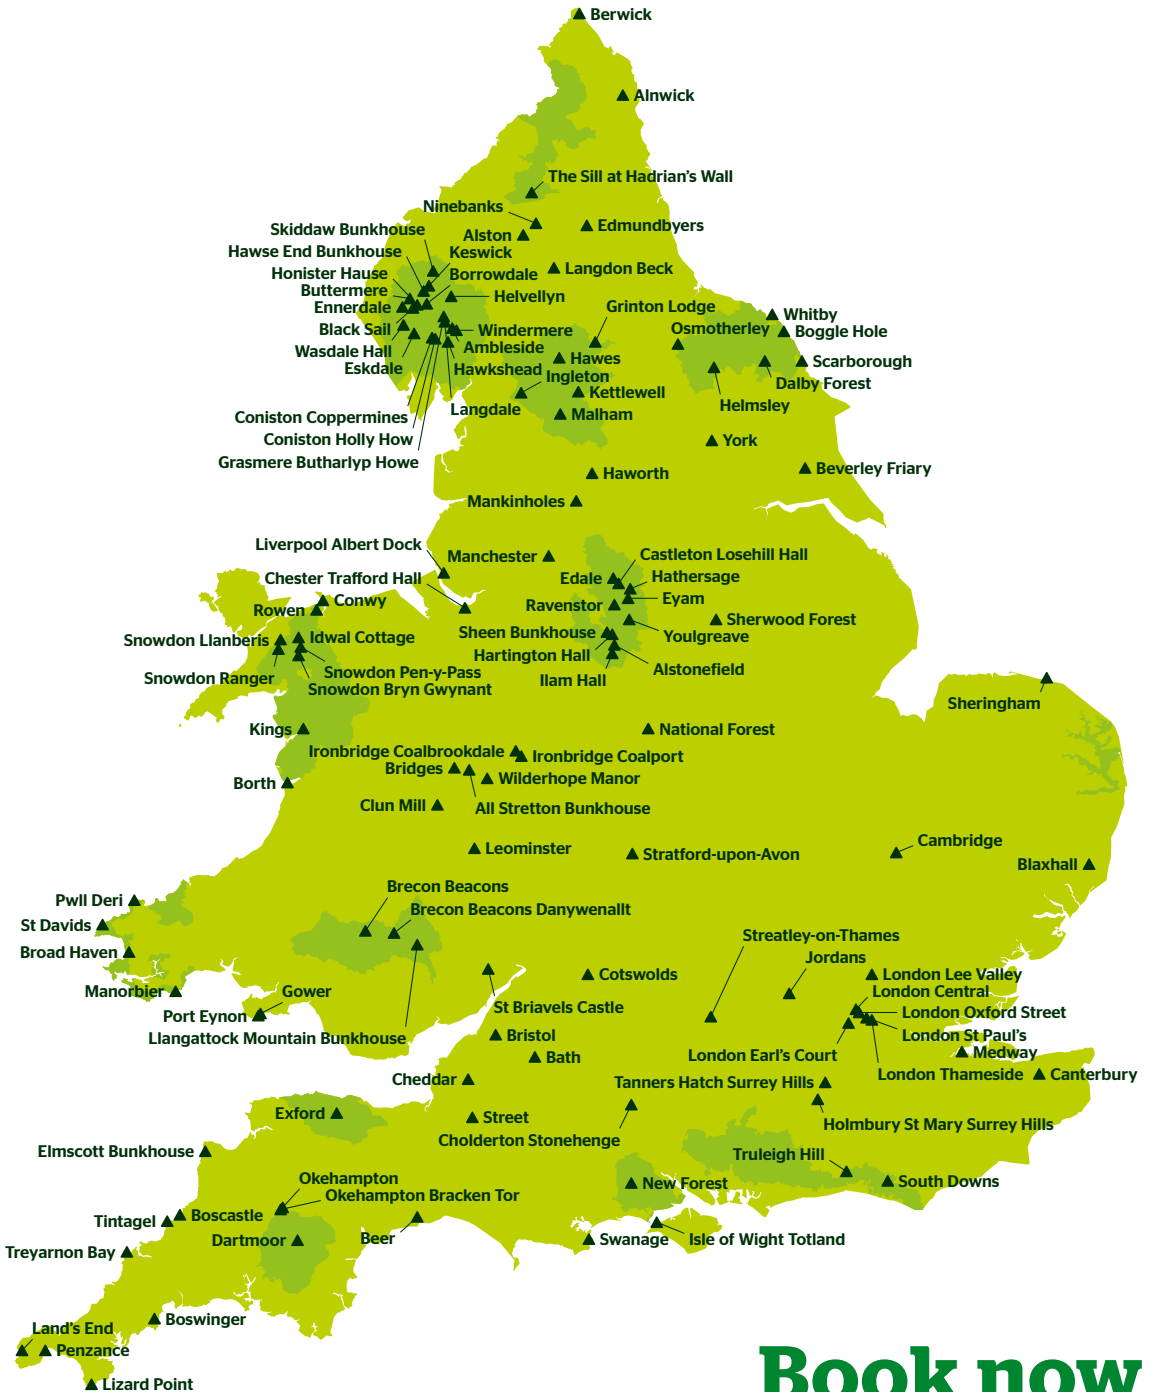 Berwick
Alnwick
The Sill at Hadrian's Wall
Ninebanks
Edmundbyers
Skiddaw Bunkhouse
Alston
Hawse End Bunkhouse
Keswick
Langdon Beck
Honister Hause
Borrowdale
Buttermere
Helvellyn
Ennerdale
Grinton Lodge
Whitby
Black Sail
Windermere
Osmotherley
Boggle Hole
Wasdale Hall
Ambleside
Hawes
Scarborough
Eskdale
Hawkshead
Ingleton
Dalby Forest
Kettlewell
Langdale
Malham
Helmsley
Coniston Coppermines
Coniston Holly How
York
Grasmere Butharlyp Howe
Beverley Friary
Haworth
Mankinholes
Liverpool Albert Dock
Manchester
Castleton Losehill Hall
Chester Trafford Hall
Edale
Hathersage
Conwy
Eyam
Rowen
Ravenstor
Sherwood Forest
Snowdon Llanberis
Idwal Cottage
Sheen Bunkhouse
Youlgreave
Hartington Hall
Snowdon Ranger
Snowdon Pen-y-Pass
Alstonefield
Snowdon Bryn Gwynant
Ilam Hall
Sheringham
Kings
National Forest
Ironbridge Coalbrookdale
Ironbridge Coalport
Bridges
Wilderhope Manor
Borth
Clun Mill
All Stretton Bunkhouse
Leominster
Stratford-upon-Avon
Cambridge
Blaxhall
Brecon Beacons
Pwll Deri
Brecon Beacons Danywenallt
St Davids
Streatley-on-Thames
Broad Haven
Jordans
Cotswolds
London Lee Valley
Manorbier
Gower
London Central
St Briavels Castle
Port Eynon
London Oxford Street
Llangattock Mountain Bunkhouse
Bristol
London St Paul's
Bath
London Earl's Court
Medway
Cheddar
Tanners Hatch Surrey Hills
London Thameside
Canterbury
Exford
Street
Holmbury St Mary Surrey Hills
Cholderton Stonehenge
Elmscott Bunkhouse
Truleigh Hill
Okehampton
New Forest
South Downs
Okehampton Bracken Tor
Boscastle
Tintagel
Dartmoor
Beer
Swanage
Isle of Wight Totland
Treyarnon Bay
Boswinger
Land's End
Penzance
Lizard Point
Book now